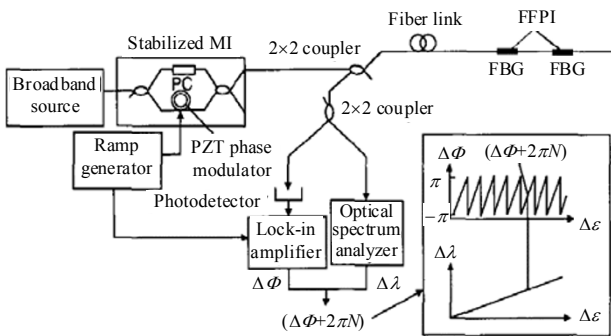 Fiber link
FFPI
Stabilized MI
2×2 coupler
FBG
FBG
Broadband
source
PC
2×2 coupler
Ramp
generator
PZT phase
modulator
Photodetector
Lock-in
amplifier
Optical
spectrum
analyzer
ΔΦ
Δλ
(ΔΦ+2πN)
ΔΦ
(ΔΦ+2πN)
π
−π
Δε
Δλ
Δε